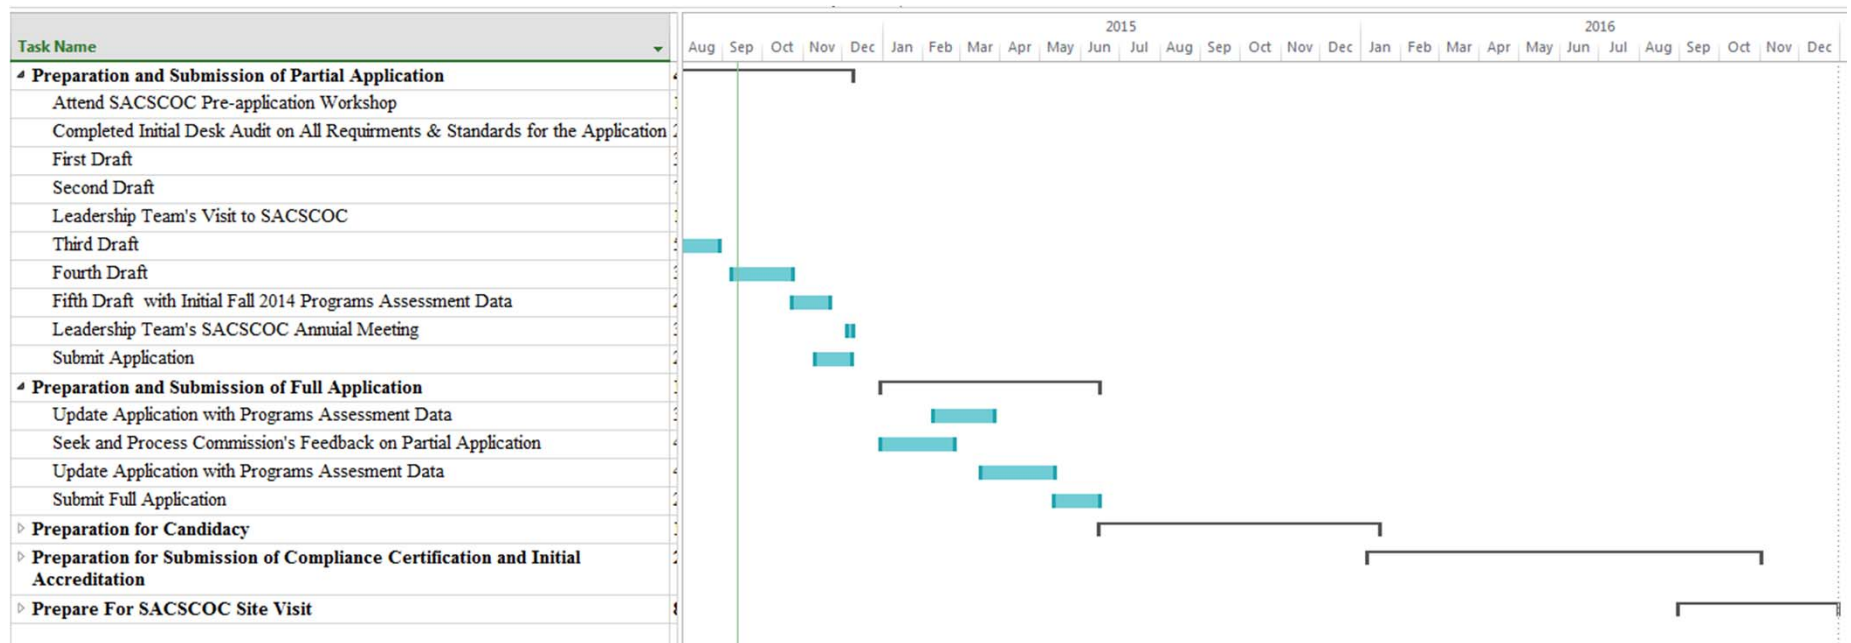 2015 2016
Task Name Aug Sep Oct Nov Dec Jan Feb Mar Apr May Jun Jul Aug Sep Oct Nov Dec Jan Feb Mar Apr May Jun Jul Aug Sep Oct Nov Dec
Preparation and Submission of Partial Application
Attend SACSCOC Pre-application Workshop
Completed Initial Desk Audit on All Requirments & Standards for the Application
First Draft
Second Draft
Leadership Team's Visit to SACSCOC
Third Draft
Fourth Draft
Fifth Draft with Initial Fall 2014 Programs Assessment Data
Leadership Team's SACSCOC Annuial Meeting
Submit Application
Preparation and Submission of Full Application
Update Application with Programs Assessment Data
Seek and Process Commission's Feedback on Partial Application
Update Application with Programs Assesment Data
Submit Full Application
Preparation for Candidacy
Preparation for Submission of Compliance Certification and Initial
Accreditation
Prepare For SACSCOC Site Visit